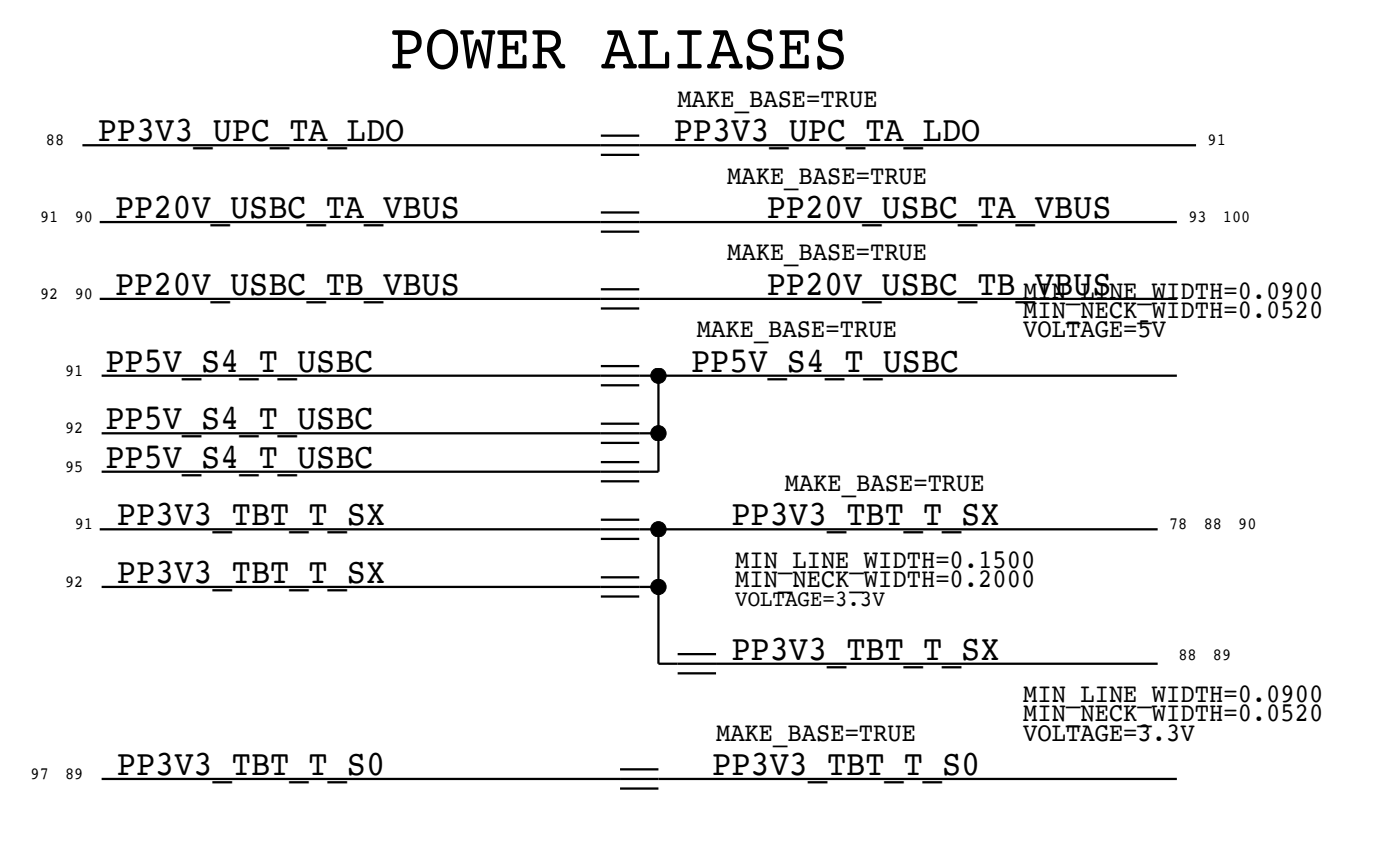 POWER ALIASES
MAKE_BASE=TRUE
88 PP3V3_UPC_TA_LDO PP3V3_UPC_TA_LDO 91
MAKE_BASE=TRUE
91 90 PP20V_USBC_TA_VBUS PP20V_USBC_TA_VBUS 93 100
MAKE_BASE=TRUE
92 90 PP20V_USBC_TB_VBUS PP20V_USBC_TB_VBUS
MIN_LINE_WIDTH=0.0900
MIN_NECK_WIDTH=0.0520
MAKE_BASE=TRUE VOLTAGE=5V
91 PP5V_S4_T_USBC PP5V_S4_T_USBC
92 PP5V_S4_T_USBC
95 PP5V_S4_T_USBC
MAKE_BASE=TRUE
91 PP3V3_TBT_T_SX PP3V3_TBT_T_SX 78 88 90
MIN_LINE_WIDTH=0.1500
92 PP3V3_TBT_T_SX MIN_NECK_WIDTH=0.2000
VOLTAGE=3.3V
PP3V3_TBT_T_SX 88 89
MIN_LINE_WIDTH=0.0900
MIN_NECK_WIDTH=0.0520
MAKE_BASE=TRUE VOLTAGE=3.3V
97 89 PP3V3_TBT_T_S0 PP3V3_TBT_T_S0